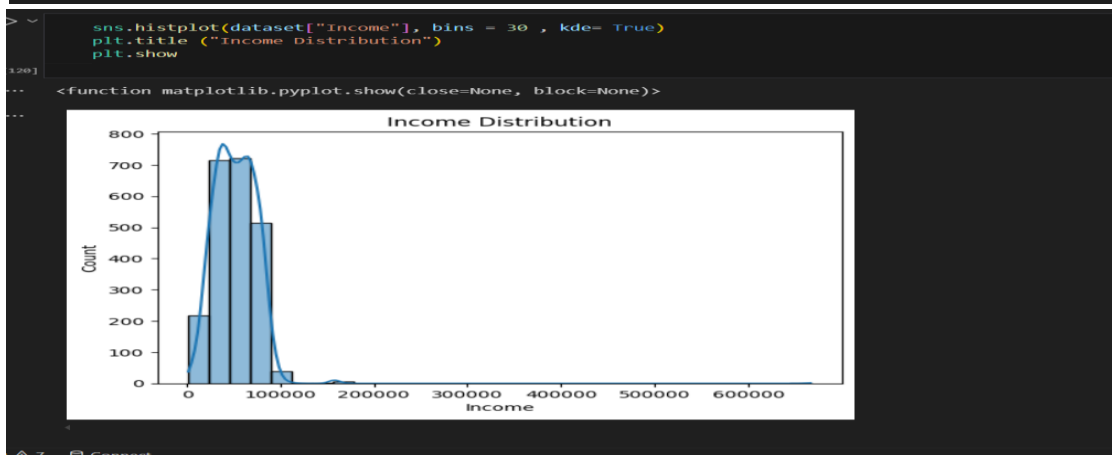 sns.histplot(dataset["Income"], bins = 30 , kde= True)
plt.title ("Income Distribution")
plt.show
120]
... <function matplotlib.pyplot.show(close=None, block=None)>
...
Income Distribution
800
700
600
500
400
300
200
100
0
Count
0 100000 200000 300000 400000 500000 600000
Income